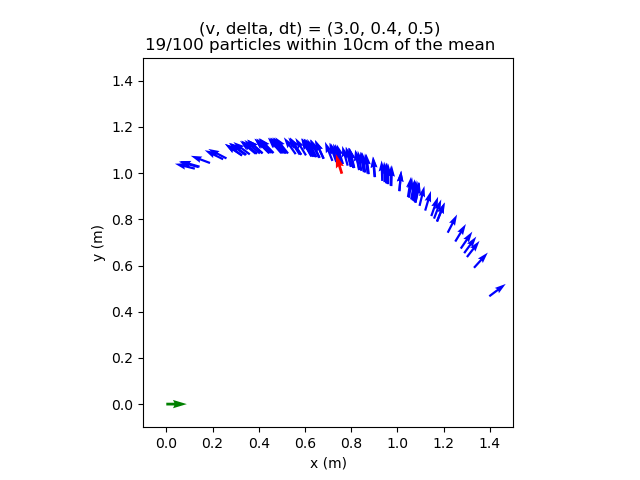 (v, delta, dt) = (3.0, 0.4, 0.5)
19/100 particles within 10cm of the mean
1.4
1.2
1.0
0.8
0.6
0.4
0.2
0.0
y (m)
0.0 0.2 0.4 0.6 0.8 1.0 1.2 1.4
x (m)